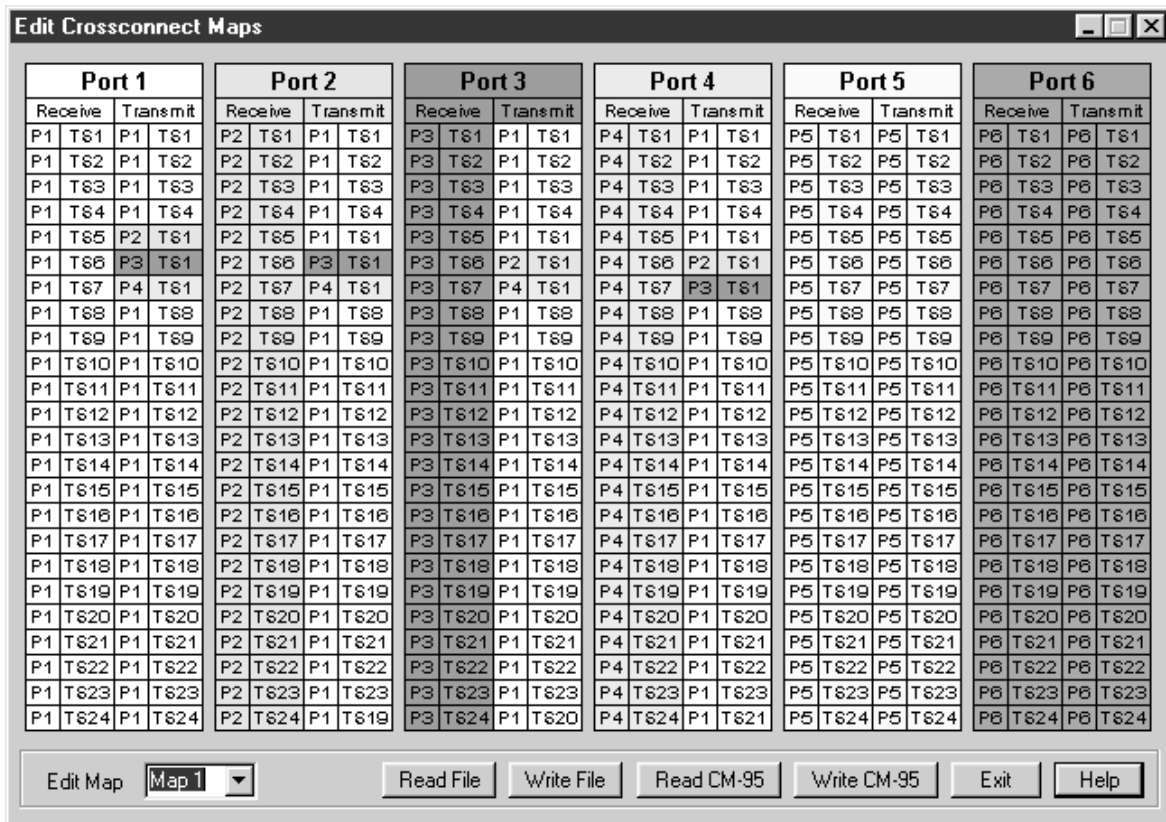 Edit Crossconnect Maps
Port 1 Port 2 Port 3 Port 4 Port 5 Port 6
Receive Transmit Receive Transmit Receive Transmit Receive Transmit Receive Transmit Receive Transmit
P1 TS1 P1 TS1 P2 TS1 P1 TS1 P3 TS1 P1 TS1 P4 TS1 P1 TS1 P5 TS1 P5 TS1 P6 TS1 P6 TS1
P1 TS2 P1 TS2 P2 TS2 P1 TS2 P3 TS2 P1 TS2 P4 TS2 P1 TS2 P5 TS2 P5 TS2 P6 TS2 P6 TS2
P1 TS3 P1 TS3 P2 TS3 P1 TS3 P3 TS3 P1 TS3 P4 TS3 P1 TS3 P5 TS3 P5 TS3 P6 TS3 P6 TS3
P1 TS4 P1 TS4 P2 TS4 P1 TS4 P3 TS4 P1 TS4 P4 TS4 P1 TS4 P5 TS4 P5 TS4 P6 TS4 P6 TS4
P1 TS5 P2 TS1 P2 TS5 P1 TS1 P3 TS5 P1 TS1 P4 TS5 P1 TS1 P5 TS5 P5 TS5 P6 TS5 P6 TS5
P1 TS6 P3 TS1 P2 TS6 P3 TS1 P3 TS6 P2 TS1 P4 TS6 P2 TS1 P5 TS6 P5 TS6 P6 TS6 P6 TS6
P1 TS7 P4 TS1 P2 TS7 P4 TS1 P3 TS7 P4 TS1 P4 TS7 P3 TS1 P5 TS7 P5 TS7 P6 TS7 P6 TS7
P1 TS8 P1 TS8 P2 TS8 P1 TS8 P3 TS8 P1 TS8 P4 TS8 P1 TS8 P5 TS8 P5 TS8 P6 TS8 P6 TS8
P1 TS9 P1 TS9 P2 TS9 P1 TS9 P3 TS9 P1 TS9 P4 TS9 P1 TS9 P5 TS9 P5 TS9 P6 TS9 P6 TS9
P1 TS10 P1 TS10 P2 TS10 P1 TS10 P3 TS10 P1 TS10 P4 TS10 P1 TS10 P5 TS10 P5 TS10 P6 TS10 P6 TS10
P1 TS11 P1 TS11 P2 TS11 P1 TS11 P3 TS11 P1 TS11 P4 TS11 P1 TS11 P5 TS11 P5 TS11 P6 TS11 P6 TS11
P1 TS12 P1 TS12 P2 TS12 P1 TS12 P3 TS12 P1 TS12 P4 TS12 P1 TS12 P5 TS12 P5 TS12 P6 TS12 P6 TS12
P1 TS13 P1 TS13 P2 TS13 P1 TS13 P3 TS13 P1 TS13 P4 TS13 P1 TS13 P5 TS13 P5 TS13 P6 TS13 P6 TS13
P1 TS14 P1 TS14 P2 TS14 P1 TS14 P3 TS14 P1 TS14 P4 TS14 P1 TS14 P5 TS14 P5 TS14 P6 TS14 P6 TS14
P1 TS15 P1 TS15 P2 TS15 P1 TS15 P3 TS15 P1 TS15 P4 TS15 P1 TS15 P5 TS15 P5 TS15 P6 TS15 P6 TS15
P1 TS16 P1 TS16 P2 TS16 P1 TS16 P3 TS16 P1 TS16 P4 TS16 P1 TS16 P5 TS16 P5 TS16 P6 TS16 P6 TS16
P1 TS17 P1 TS17 P2 TS17 P1 TS17 P3 TS17 P1 TS17 P4 TS17 P1 TS17 P5 TS17 P5 TS17 P6 TS17 P6 TS17
P1 TS18 P1 TS18 P2 TS18 P1 TS18 P3 TS18 P1 TS18 P4 TS18 P1 TS18 P5 TS18 P5 TS18 P6 TS18 P6 TS18
P1 TS19 P1 TS19 P2 TS19 P1 TS19 P3 TS19 P1 TS19 P4 TS19 P1 TS19 P5 TS19 P5 TS19 P6 TS19 P6 TS19
P1 TS20 P1 TS20 P2 TS20 P1 TS20 P3 TS20 P1 TS20 P4 TS20 P1 TS20 P5 TS20 P5 TS20 P6 TS20 P6 TS20
P1 TS21 P1 TS21 P2 TS21 P1 TS21 P3 TS21 P1 TS21 P4 TS21 P1 TS21 P5 TS21 P5 TS21 P6 TS21 P6 TS21
P1 TS22 P1 TS22 P2 TS22 P1 TS22 P3 TS22 P1 TS22 P4 TS22 P1 TS22 P5 TS22 P5 TS22 P6 TS22 P6 TS22
P1 TS23 P1 TS23 P2 TS23 P1 TS23 P3 TS23 P1 TS23 P4 TS23 P1 TS23 P5 TS23 P5 TS23 P6 TS23 P6 TS23
P1 TS24 P1 TS24 P2 TS24 P1 TS19 P3 TS24 P1 TS20 P4 TS24 P1 TS21 P5 TS24 P5 TS24 P6 TS24 P6 TS24
Edit Map Map 1 Read File Write File Read CM-95 Write CM-95 Exit Help